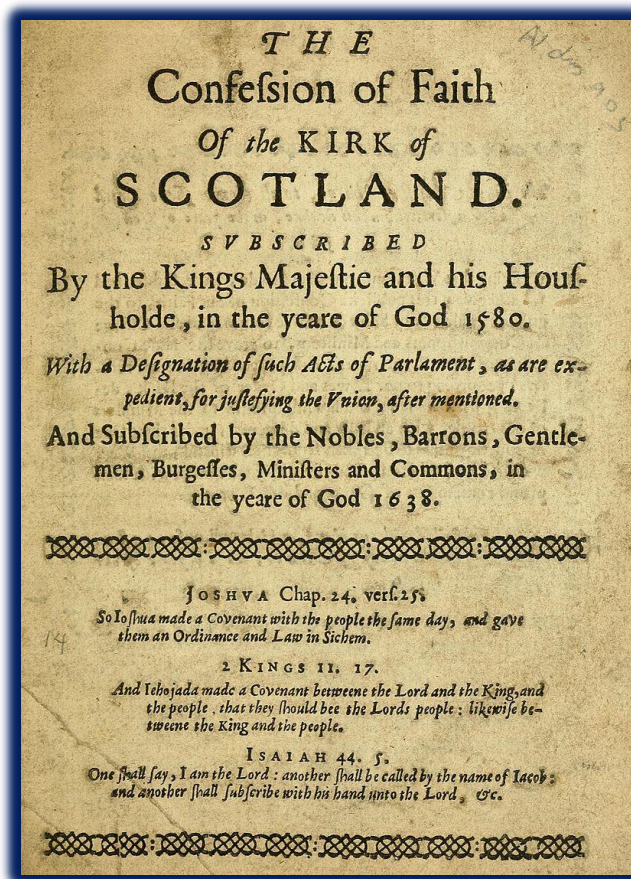 THE
Confeſsion of Faith
Of the KIRK of
SCOTLAND.
SVBSCRIBED
By the Kings Majeſtie and his Houſ-
holde, in the yeare of God 1580.
With a Deſignation of ſuch Acts of Parlament, as are ex-
pedient, for juſtefying the Vnion, after mentioned.
And Subſcribed by the Nobles, Barrons, Gentle-
men, Burgeſſes, Miniſters and Commons, in
the yeare of God 1638.
JOSHVA Chap. 24. verſ. 25.
So Ioſhua made a Covenant with the people the ſame day, and gave
them an Ordinance and Law in Sichem.
2 KINGS 11. 17.
And Iehojada made a Covenant betweene the Lord and the King, and
the people, that they ſhould bee the Lords people: likewiſe be-
tweene the King and the people.
ISAIAH 44. 5.
One ſhall ſay, I am the Lord: another ſhall be called by the name of Iacob:
and another ſhall ſubſcribe with his hand unto the Lord, &c.
Aldis 905
14